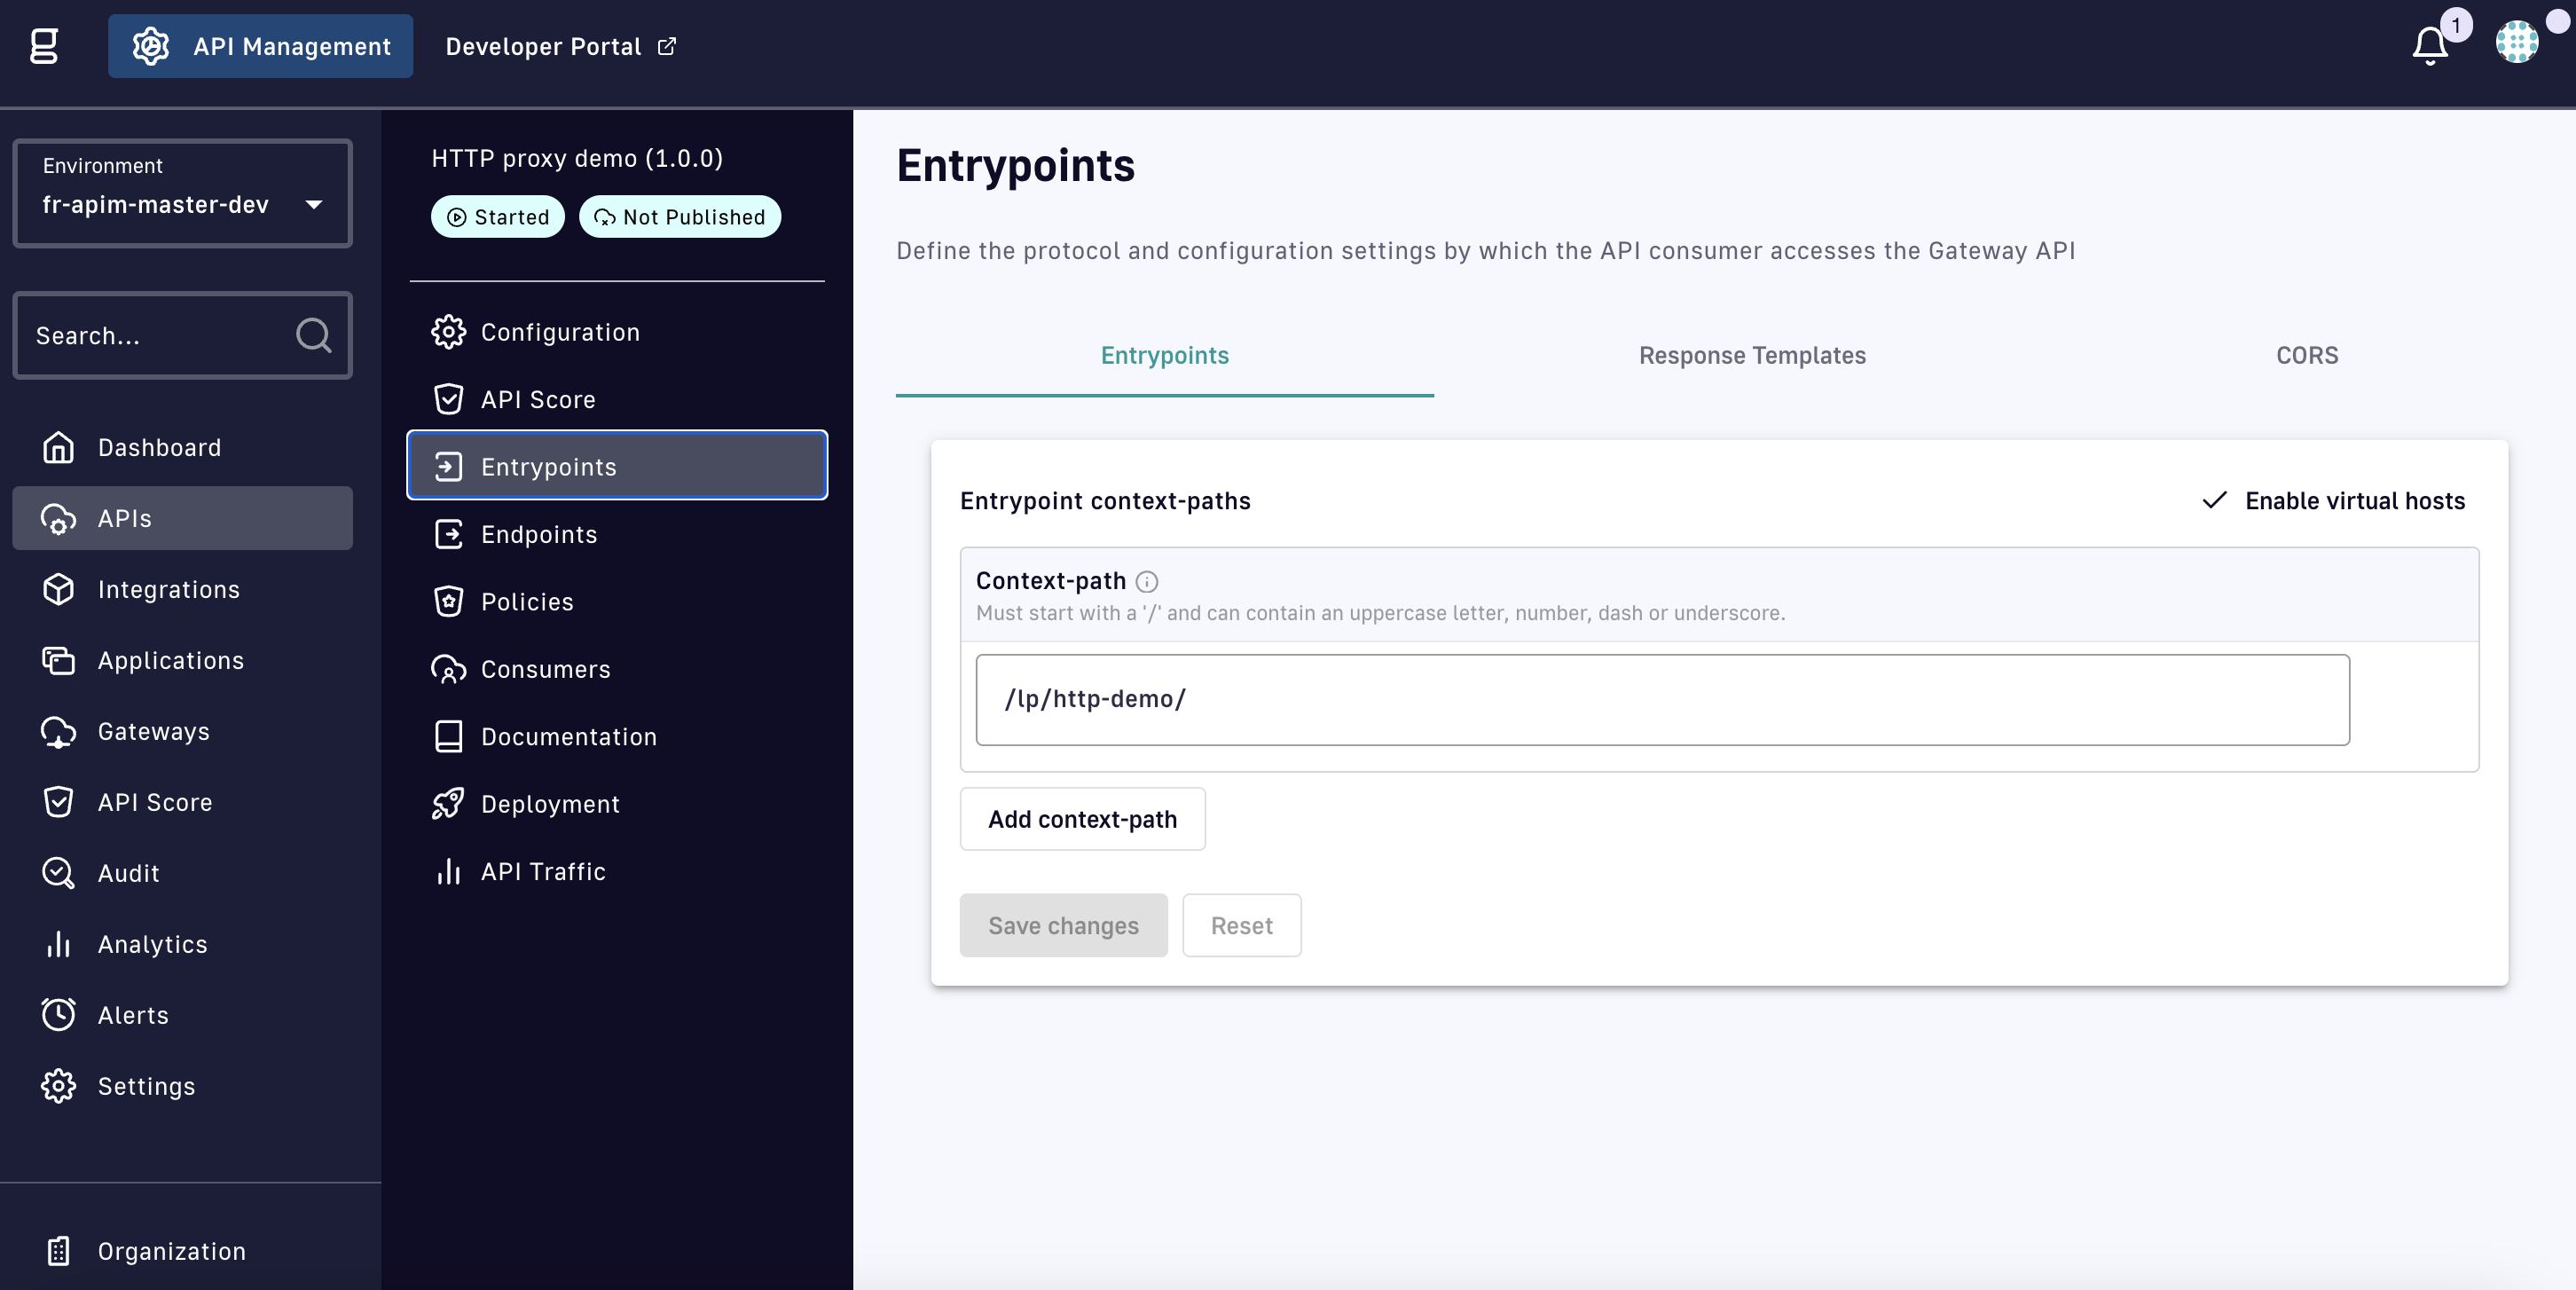 API Management
Developer Portal
1
Environment
fr-apim-master-dev
Search...
Dashboard
APIs
Integrations
Applications
Gateways
API Score
Audit
Analytics
Alerts
Settings
Organization
HTTP proxy demo (1.0.0)
Started
Not Published
Configuration
API Score
Entrypoints
Endpoints
Policies
Consumers
Documentation
Deployment
API Traffic
Entrypoints
Define the protocol and configuration settings by which the API consumer accesses the Gateway API
Entrypoints
Response Templates
CORS
Entrypoint context-paths
Enable virtual hosts
Context-path
Must start with a '/' and can contain an uppercase letter, number, dash or underscore.
/lp/http-demo/
Add context-path
Save changes
Reset